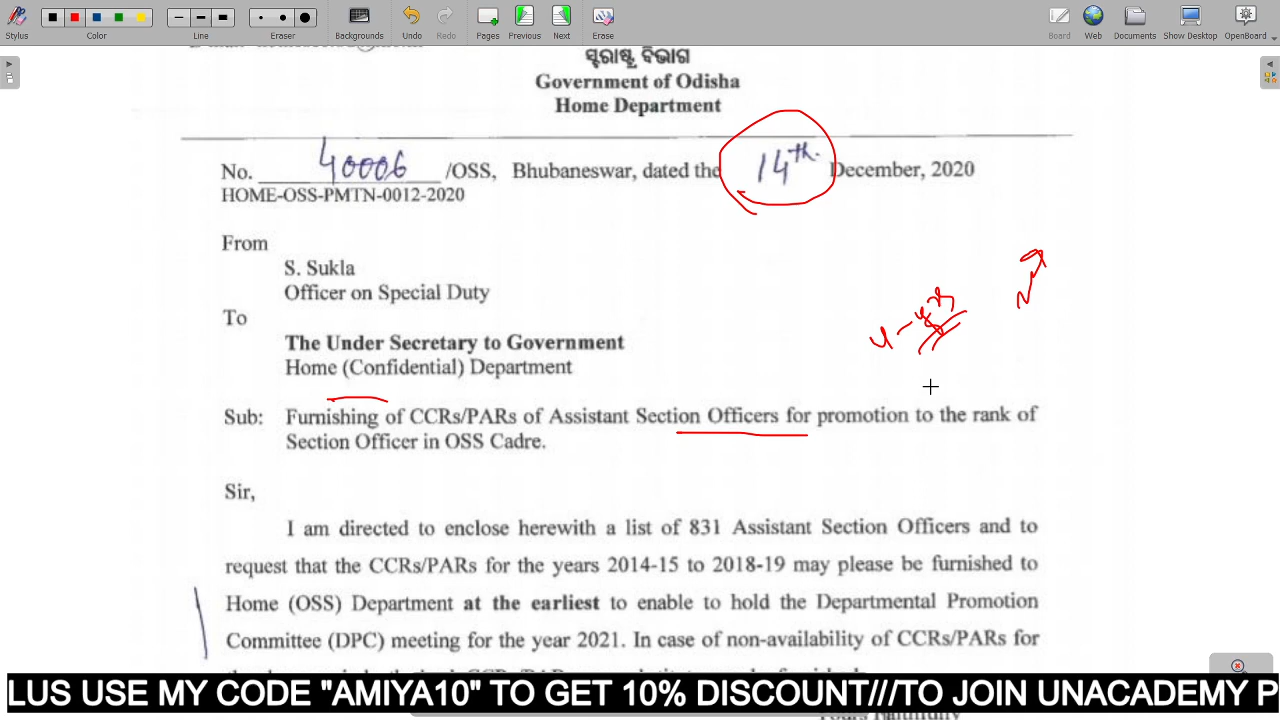 Stylus Color Line Eraser Backgrounds Undo Redo Pages Previous Next Erase Board Web Documents Show Desktop OpenBoard
ସ୍ୱରାଷ୍ଟ୍ର ବିଭାଗ
Government of Odisha
Home Department
No. 40006 /OSS, Bhubaneswar, dated the 14th December, 2020
HOME-OSS-PMTN-0012-2020
From
S. Sukla
Officer on Special Duty
To
The Under Secretary to Government
Home (Confidential) Department
Sub: Furnishing of CCRs/PARs of Assistant Section Officers for promotion to the rank of
Section Officer in OSS Cadre.
Sir,
I am directed to enclose herewith a list of 831 Assistant Section Officers and to
request that the CCRs/PARs for the years 2014-15 to 2018-19 may please be furnished to
Home (OSS) Department at the earliest to enable to hold the Departmental Promotion
Committee (DPC) meeting for the year 2021. In case of non-availability of CCRs/PARs for
LUS USE MY CODE "AMIYA10" TO GET 10% DISCOUNT///TO JOIN UNACADEMY P